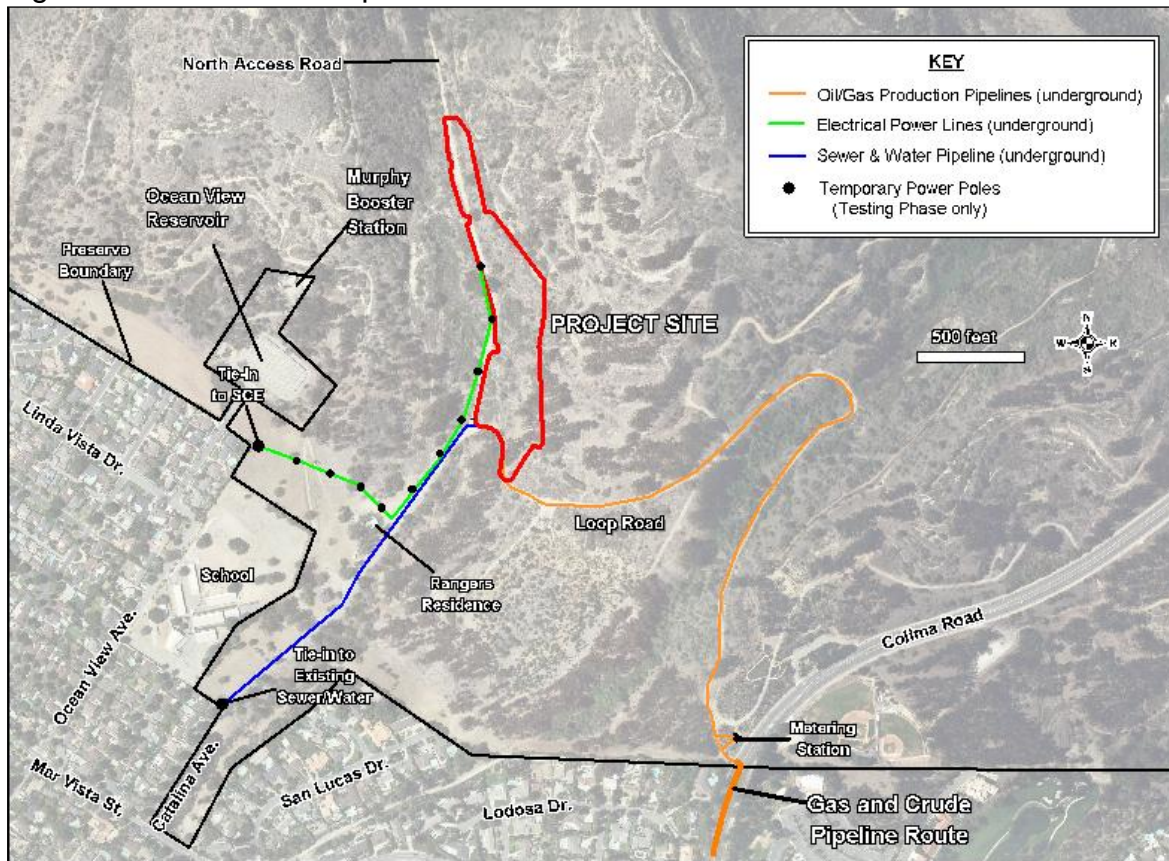 North Access Road
KEY
Oil/Gas Production Pipelines (underground)
Electrical Power Lines (underground)
Sewer & Water Pipeline (underground)
Temporary Power Poles
(Testing Phase only)
Murphy
Booster
Station
Ocean View
Reservoir
Preserve
Boundary
PROJECT SITE
500 feet
N
W
E
S
Tie-In
to SCE
Linda Vista Dr.
Loop Road
School
Rangers
Residence
Colima Road
Ocean View Ave.
Tie-in to
Existing
Sewer/Water
Metering
Station
Mar Vista St.
Catalina Ave.
San Lucas Dr.
Lodosa Dr.
Gas and Crude
Pipeline Route